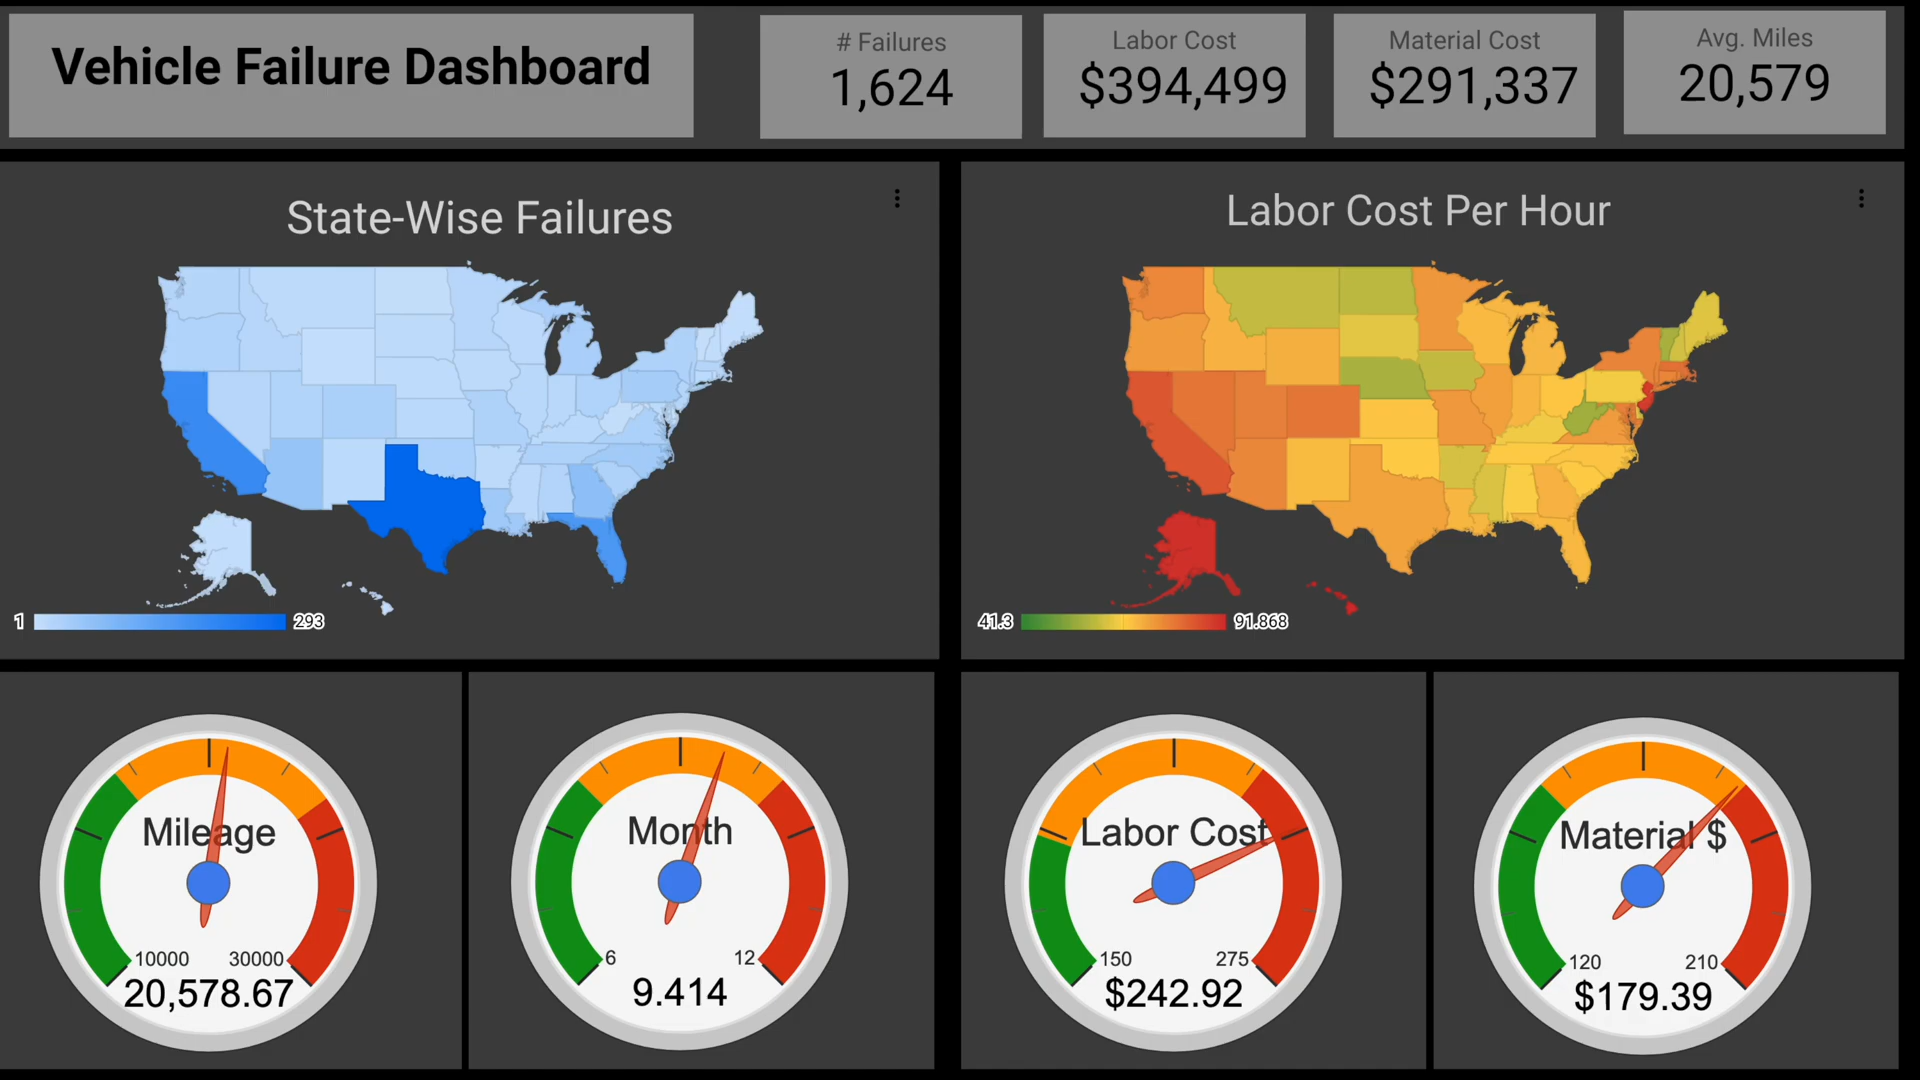 Vehicle Failure Dashboard
# Failures
1,624
Labor Cost
$394,499
Material Cost
$291,337
Avg. Miles
20,579
State-Wise Failures
1
293
Labor Cost Per Hour
41.3
91.868
Mileage
10000
30000
20,578.67
Month
6
12
9.414
Labor Cost
150
275
$242.92
Material $
120
210
$179.39